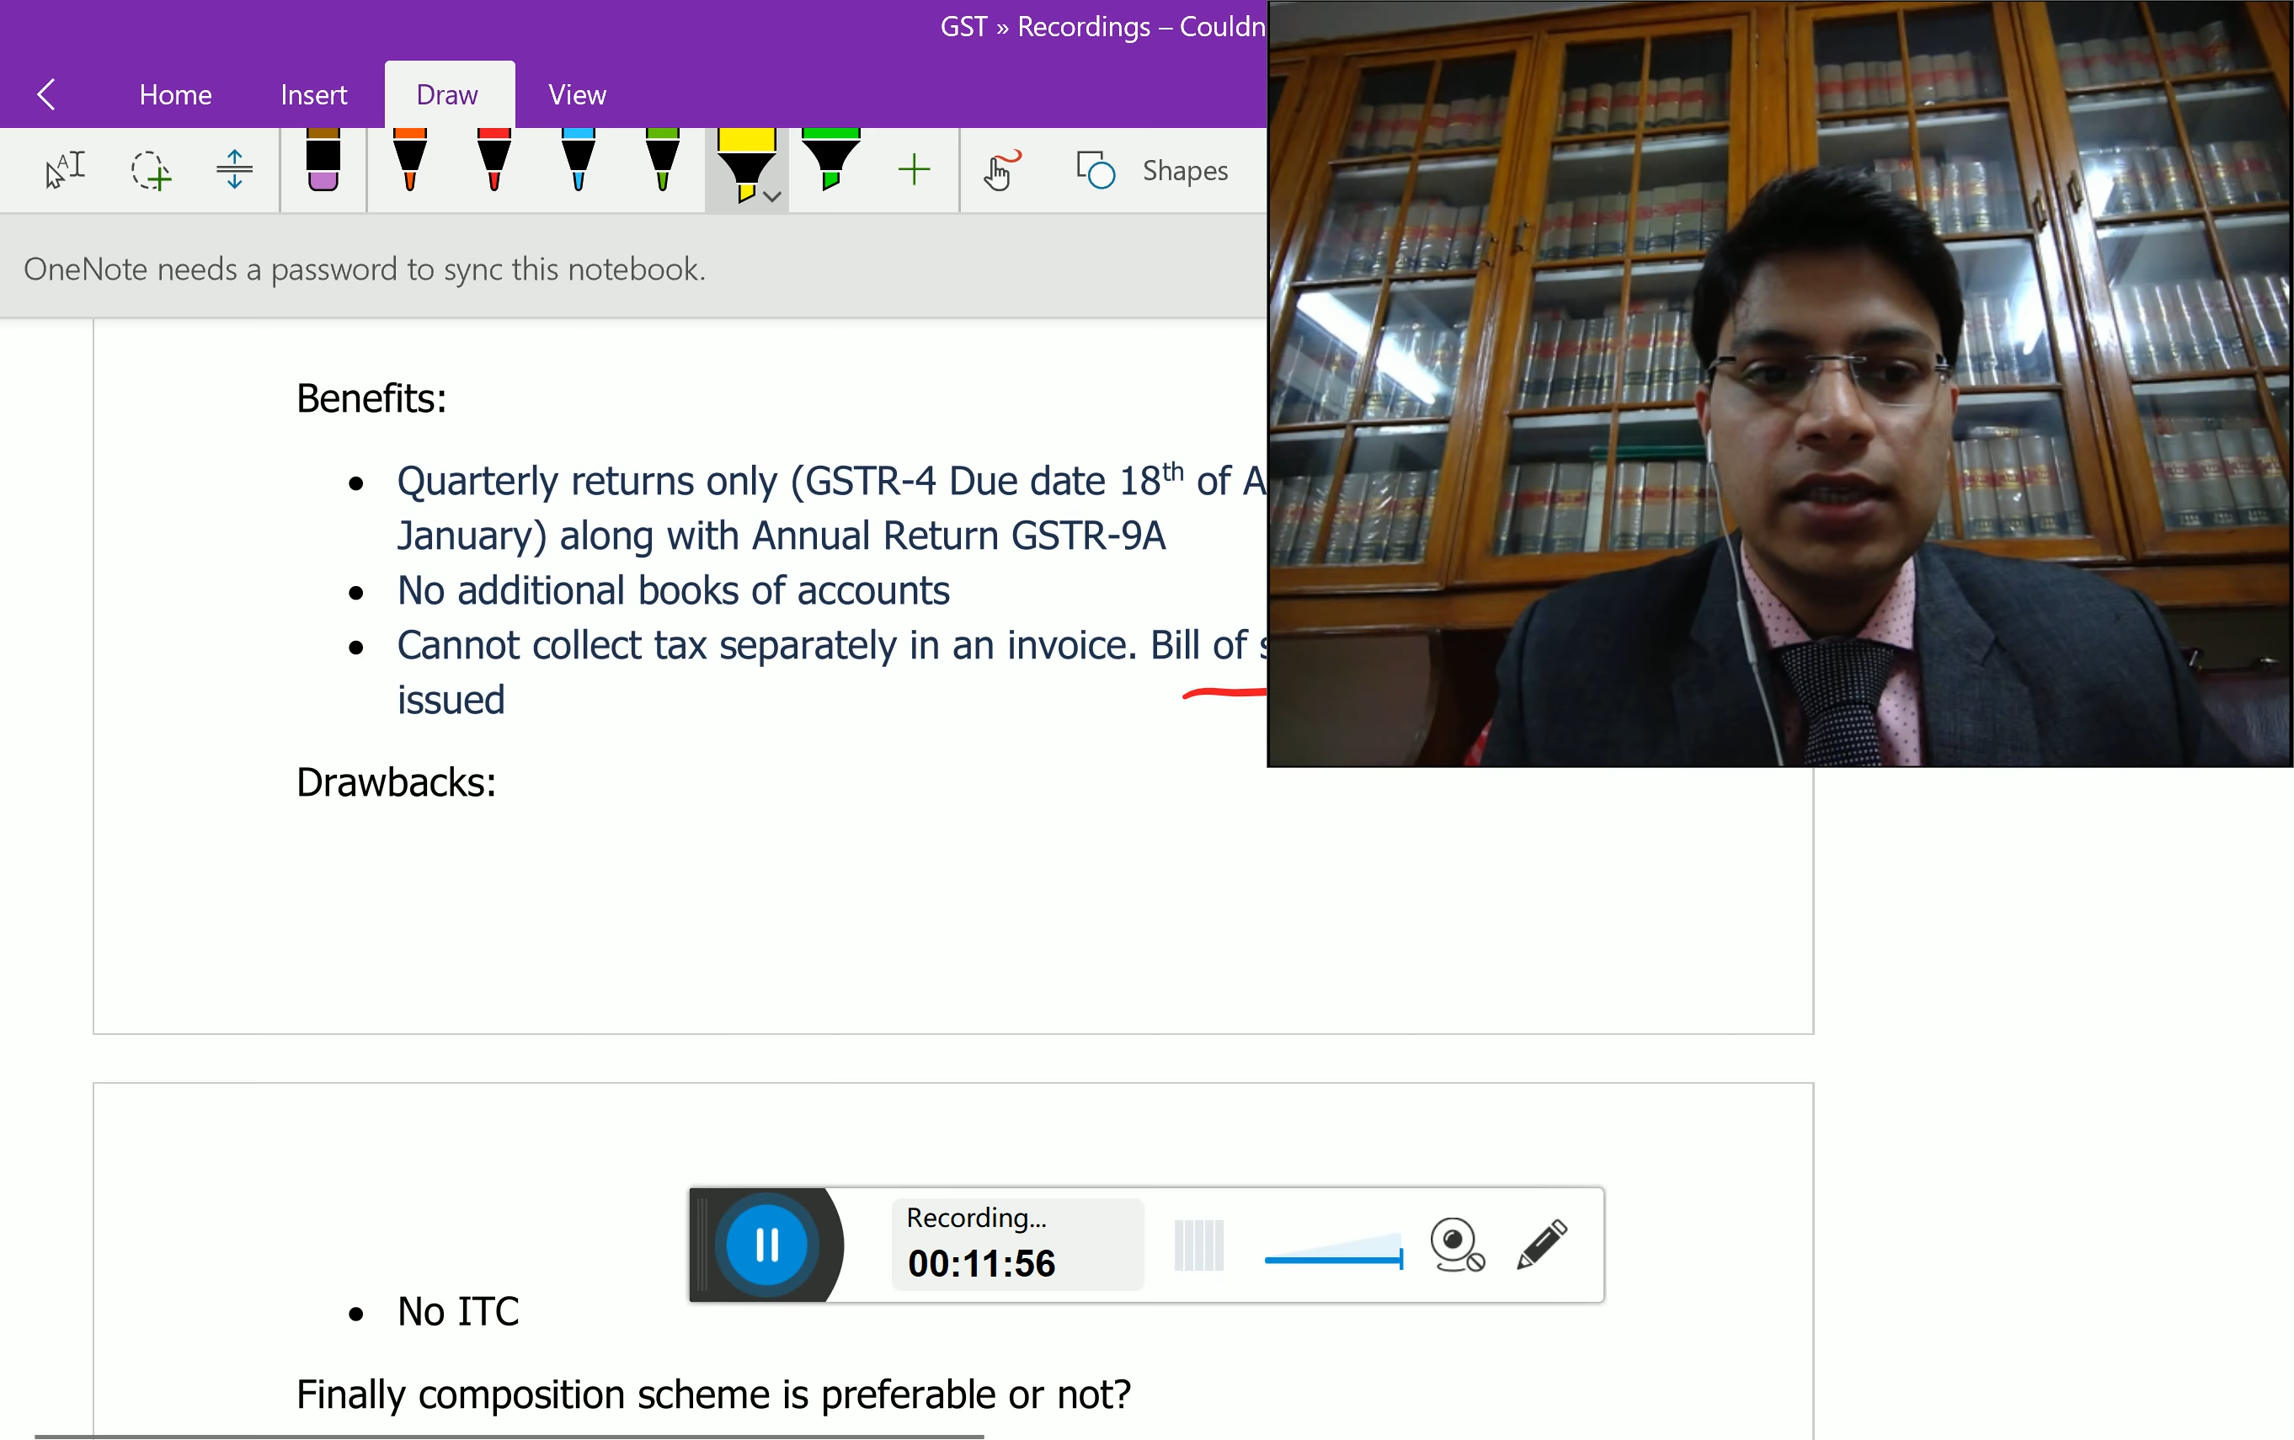 GST » Recordings – Couldn
Home Insert Draw View
Shapes
OneNote needs a password to sync this notebook.
Benefits:
• Quarterly returns only (GSTR-4 Due date 18th of A
January) along with Annual Return GSTR-9A
• No additional books of accounts
• Cannot collect tax separately in an invoice. Bill of s
issued
Drawbacks:
Recording...
00:11:56
• No ITC
Finally composition scheme is preferable or not?